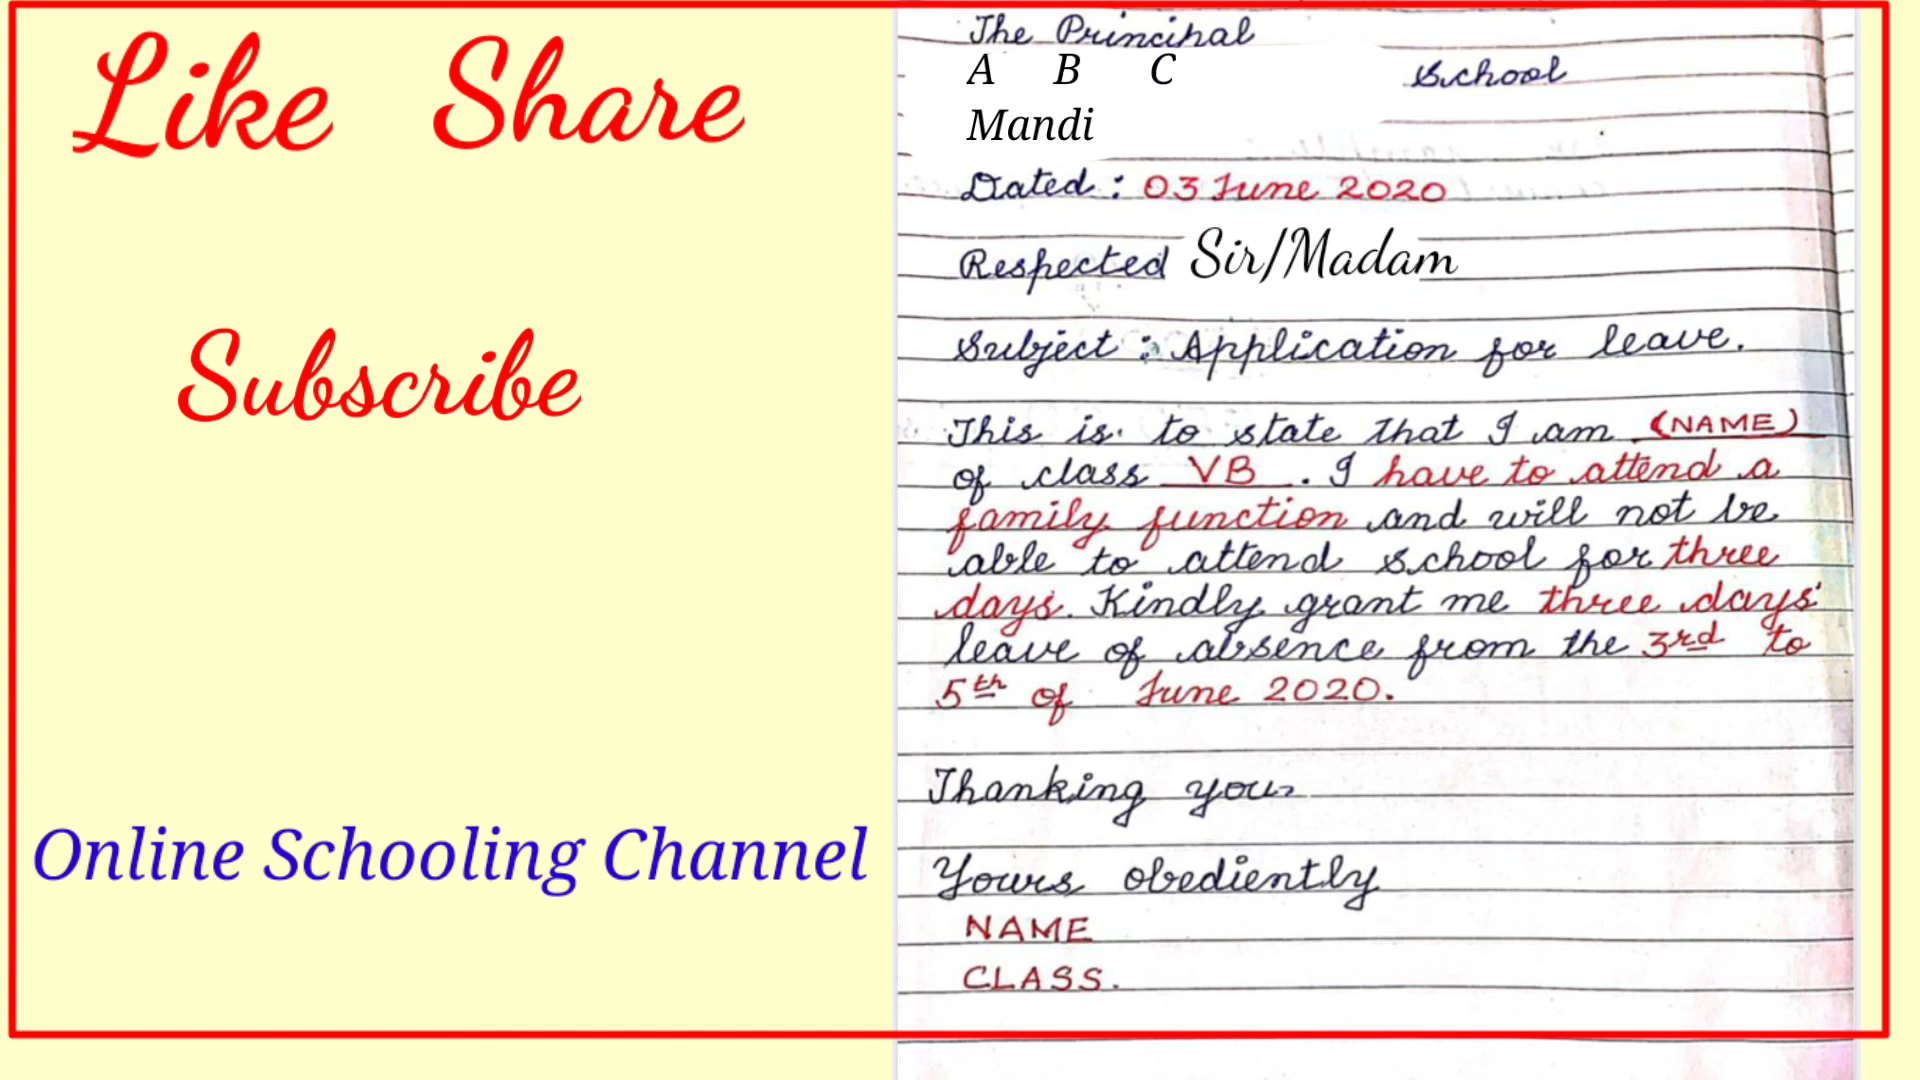 Like Share
Subscribe
Online Schooling Channel
The Principal
A B C School
Mandi
Dated : 03 June 2020
Respected Sir/Madam
Subject : Application for leave.
This is to state that I am (NAME)
of class VB . I have to attend a
family function and will not be
able to attend school for three
days. Kindly grant me three days'
leave of absence from the 3rd to
5th of June 2020.
Thanking you
Yours obediently
NAME
CLASS.